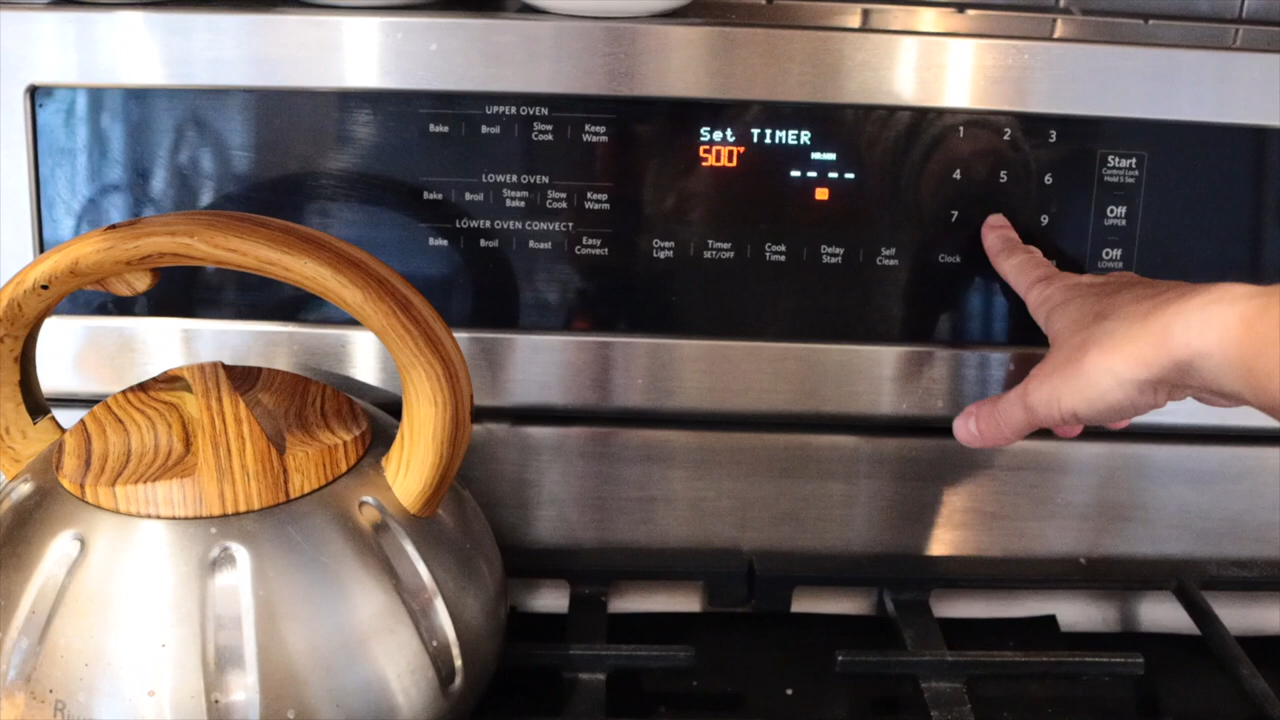 UPPER OVEN
Bake | Broil | Slow Cook | Keep Warm
LOWER OVEN
Bake | Broil | Steam Bake | Slow Cook | Keep Warm
LOWER OVEN CONVECT
Bake | Broil | Roast | Easy Convect
Set TIMER
500°F
HR:MIN
-- --
Oven Light | Timer SET/OFF | Cook Time | Delay Start | Self Clean
1 2 3
4 5 6
7 9
Clock
Start
Control Lock
Hold 5 Sec
Off
UPPER
Off
LOWER